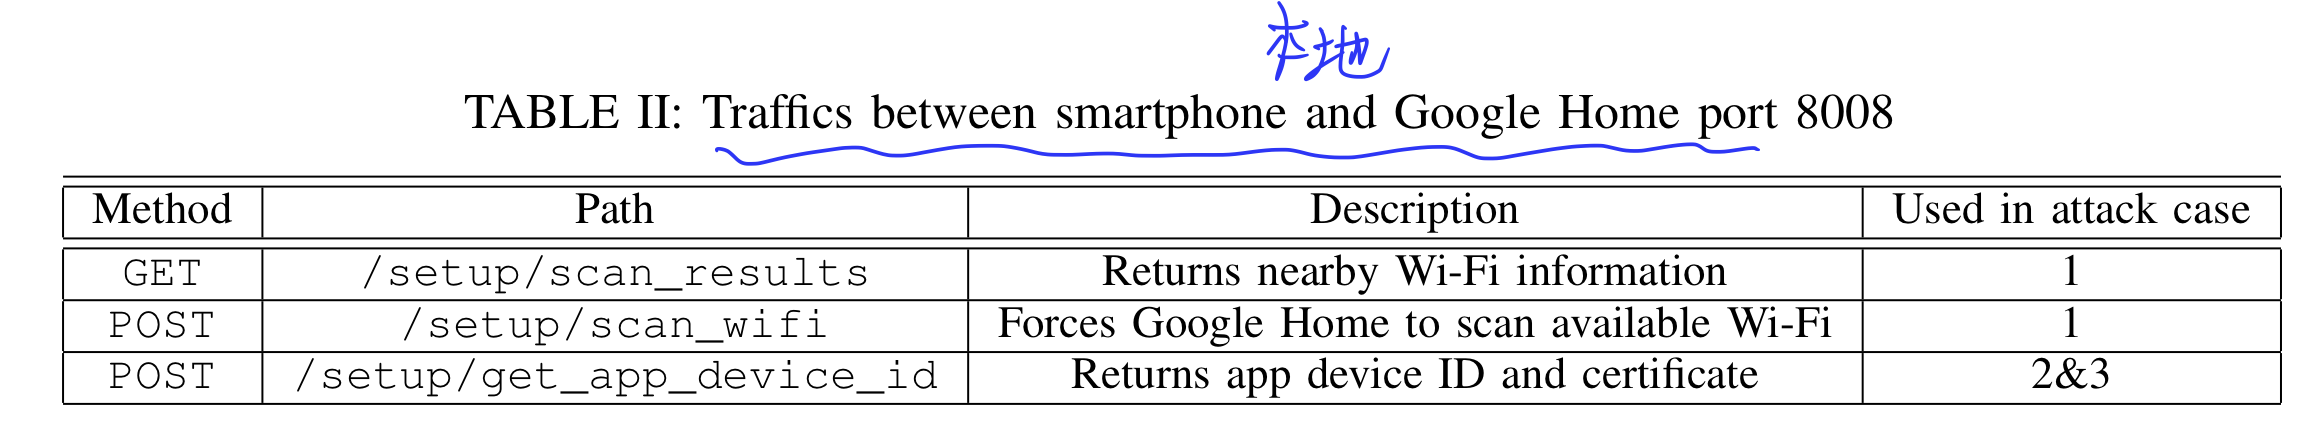 本地
TABLE II: Traffics between smartphone and Google Home port 8008
Method Path Description Used in attack case
GET /setup/scan_results Returns nearby Wi-Fi information 1
POST /setup/scan_wifi Forces Google Home to scan available Wi-Fi 1
POST /setup/get_app_device_id Returns app device ID and certificate 2&3